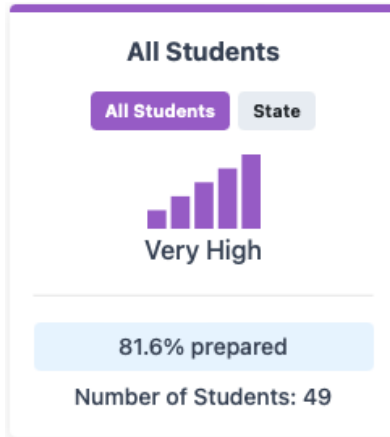 All Students
All Students State
Very High
81.6% prepared
Number of Students: 49